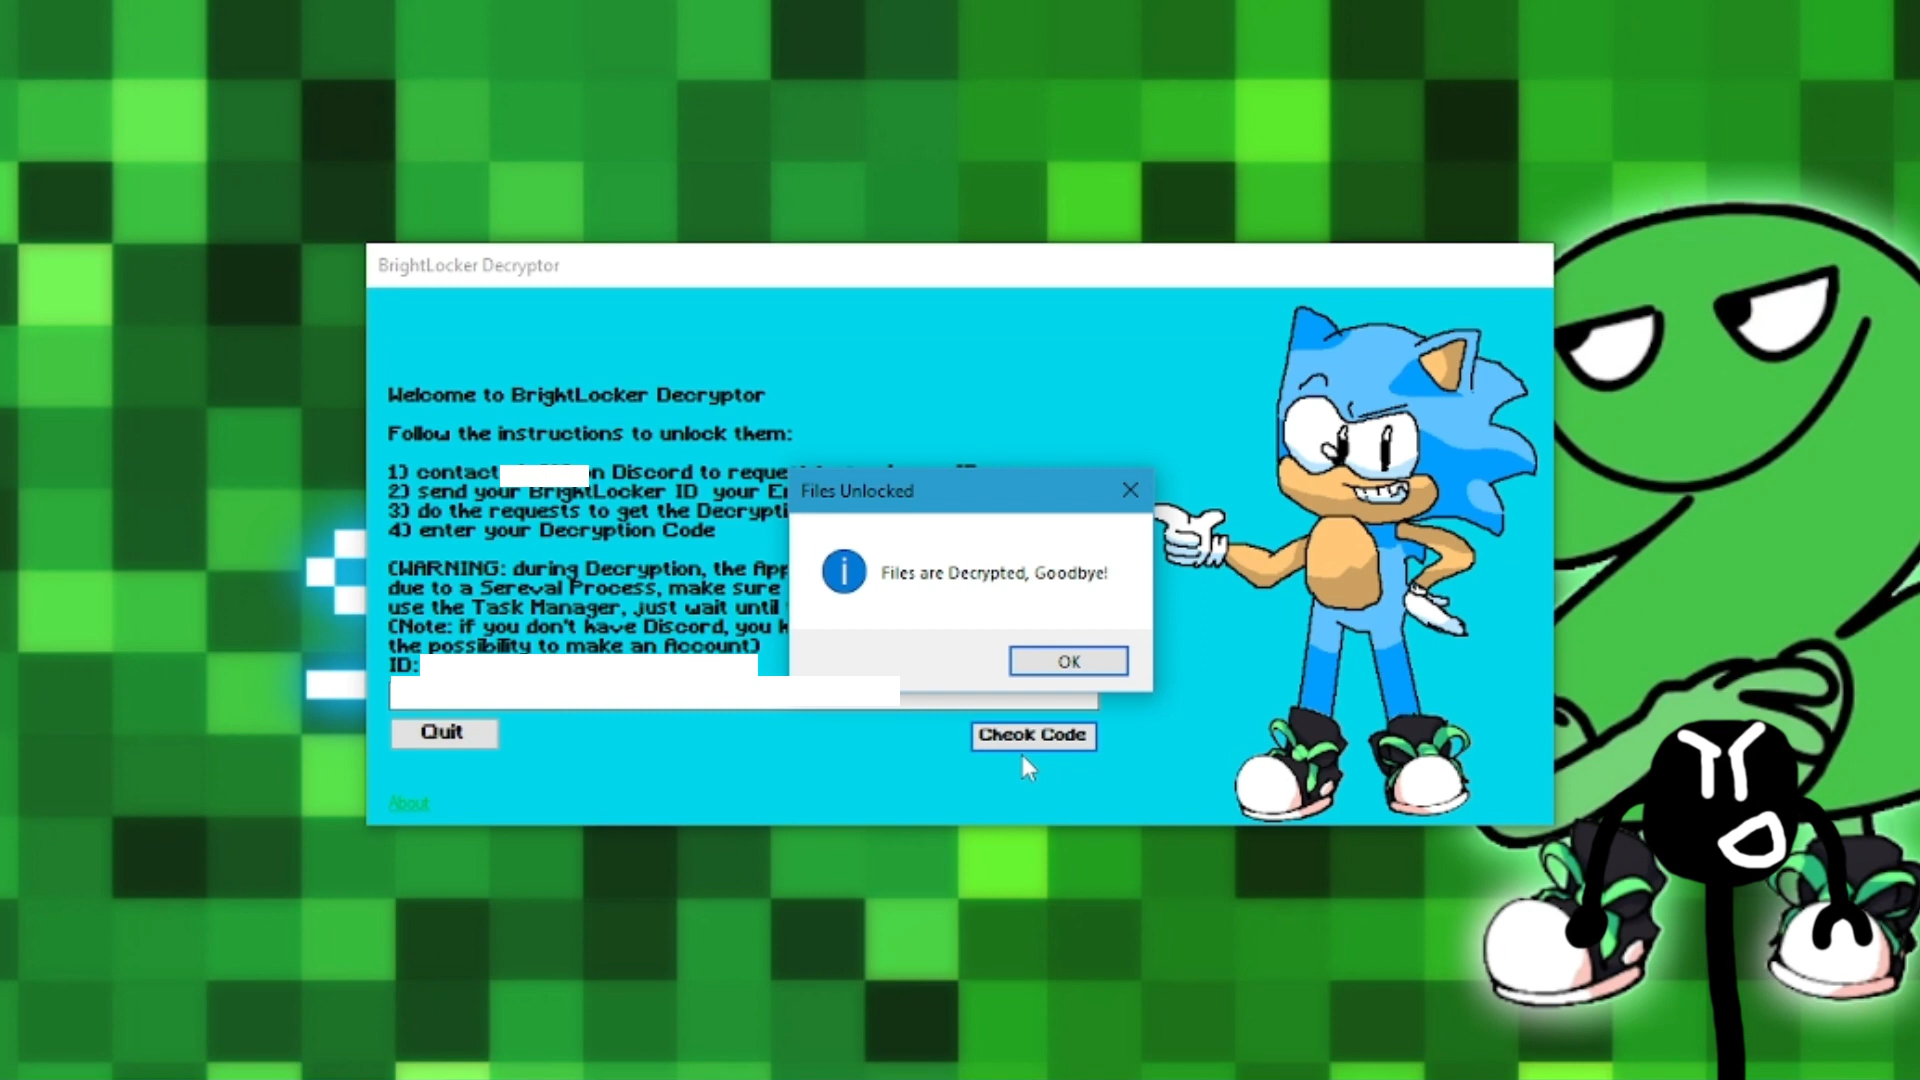 BrightLocker Decryptor
Welcome to BrightLocker Decryptor
Follow the instructions to unlock them:
1) contact on Discord to reque
2) send your BrightLocker ID your E
3) do the requests to get the Decrypti
4) enter your Decryption Code
(WARNING: during Decryption, the App
due to a Sereval Process, make sure
use the Task Manager, just wait until
(Note: if you don't have Discord, you h
the possibility to make an Account)
ID:
Files Unlocked
Files are Decrypted, Goodbye!
OK
Quit
Check Code
About